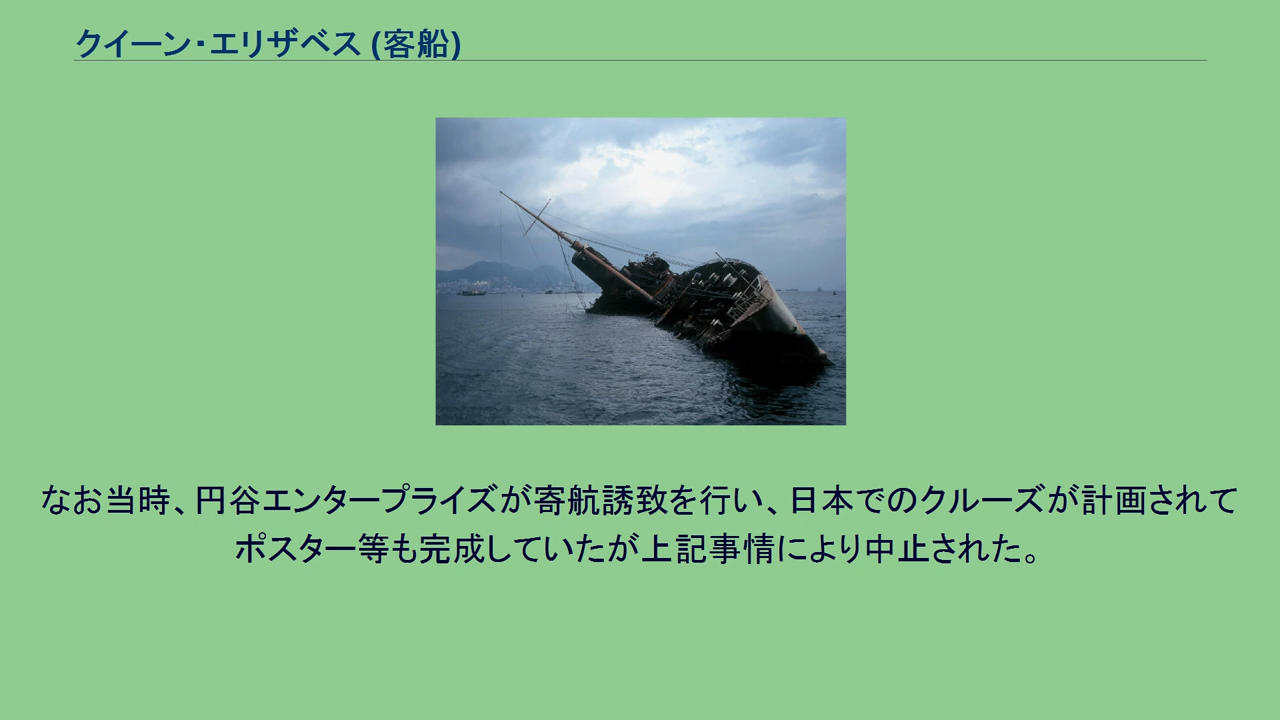 クイーン・エリザベス (客船)
なお当時、円谷エンタープライズが寄航誘致を行い、日本でのクルーズが計画されて
ポスター等も完成していたが上記事情により中止された。